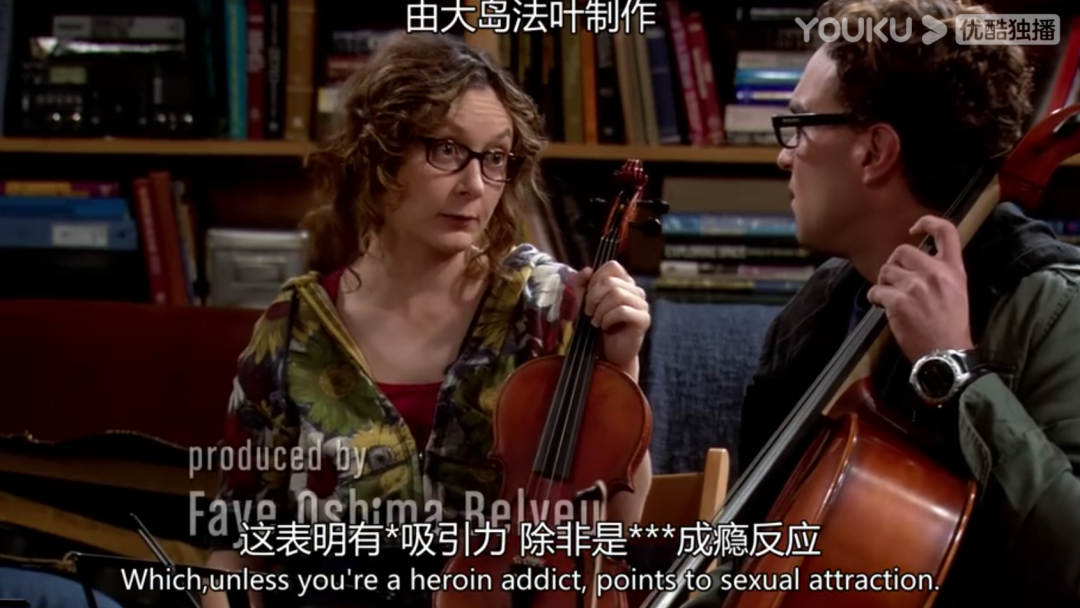 由大岛法叶制作
YOUKU 优酷独播
produced by
Faye Oshima Belyeu
这表明有*吸引力 除非是***成瘾反应
Which,unless you're a heroin addict, points to sexual attraction.